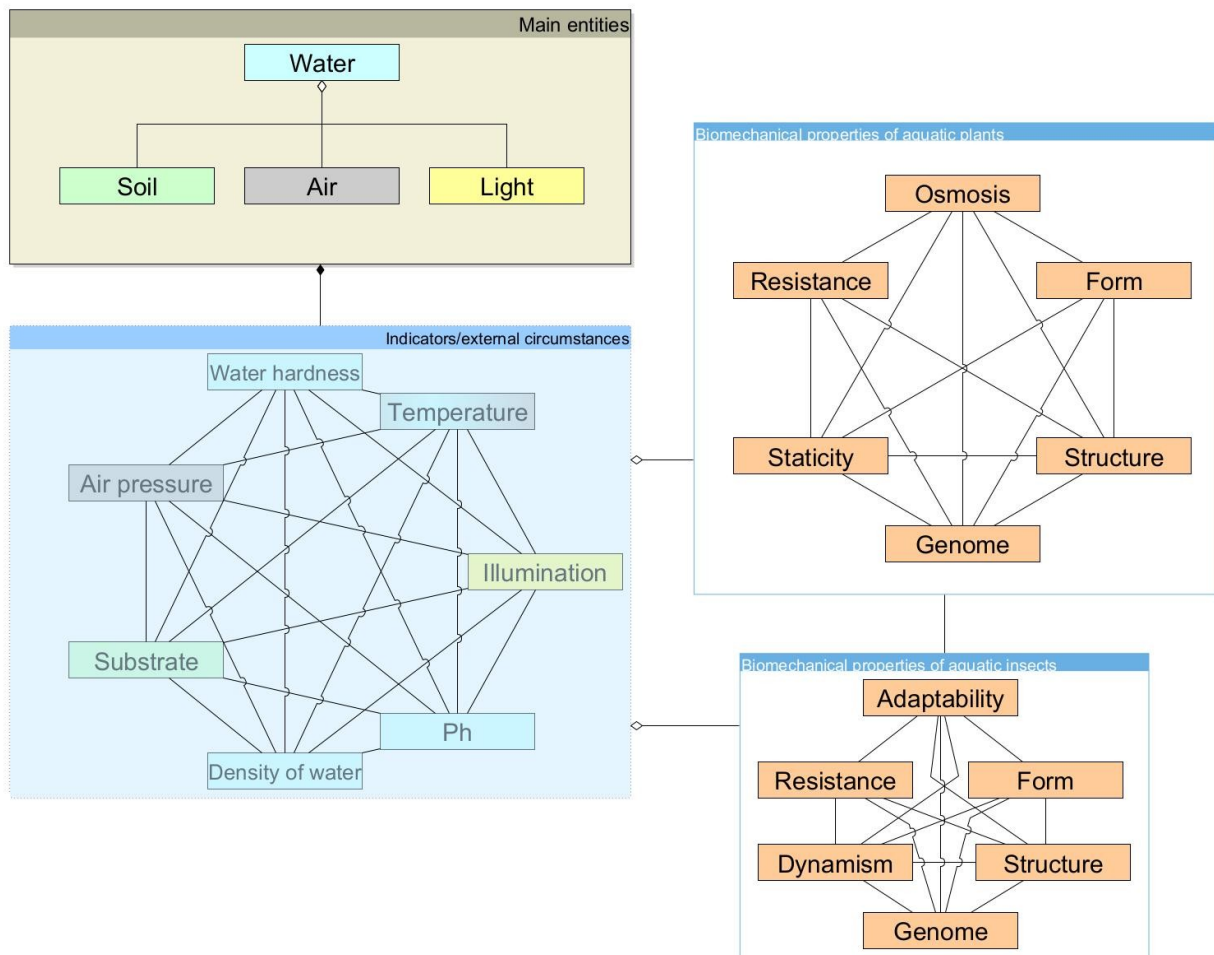 Main entities
Water
Soil
Air
Light
Indicators/external circumstances
Water hardness
Temperature
Air pressure
Illumination
Substrate
Ph
Density of water
Biomechanical properties of aquatic plants
Osmosis
Resistance
Form
Staticity
Structure
Genome
Biomechanical properties of aquatic insects
Adaptability
Resistance
Form
Dynamism
Structure
Genome